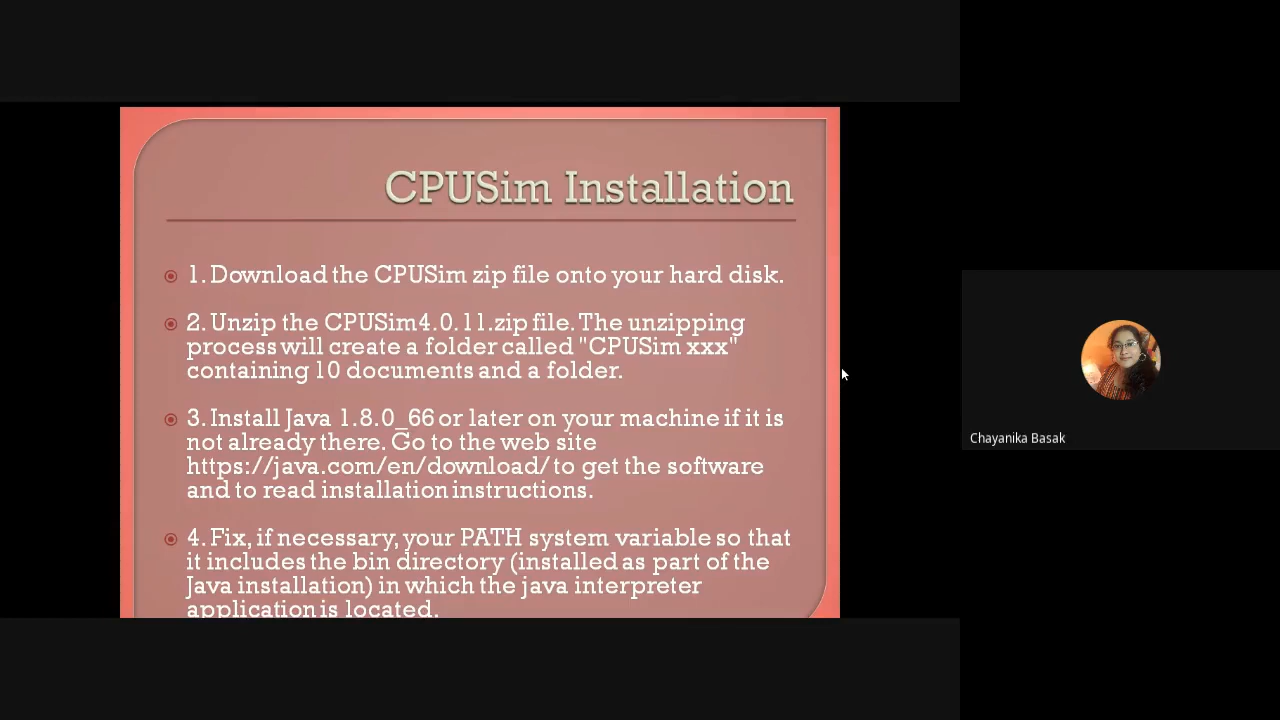 CPUSim Installation
1. Download the CPUSim zip file onto your hard disk.
2. Unzip the CPUSim4.0.11.zip file. The unzipping
process will create a folder called "CPUSim xxx"
containing 10 documents and a folder.
3. Install Java 1.8.0_66 or later on your machine if it is
not already there. Go to the web site
https://java.com/en/download/ to get the software
and to read installation instructions.
4. Fix, if necessary, your PATH system variable so that
it includes the bin directory (installed as part of the
Java installation) in which the java interpreter
application is located.
Chayanika Basak